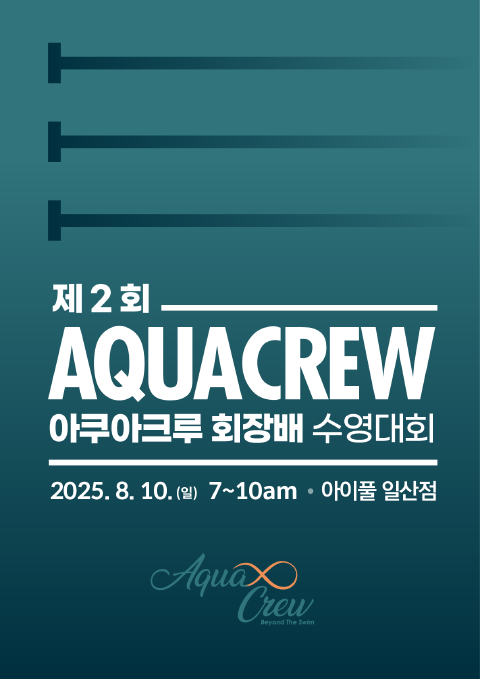 제 2 회
AQUACREW
아쿠아크루 회장배 수영대회
2025. 8. 10. (일) 7~10am • 아이풀 일산점
Aqua
Crew
Beyond The Swim